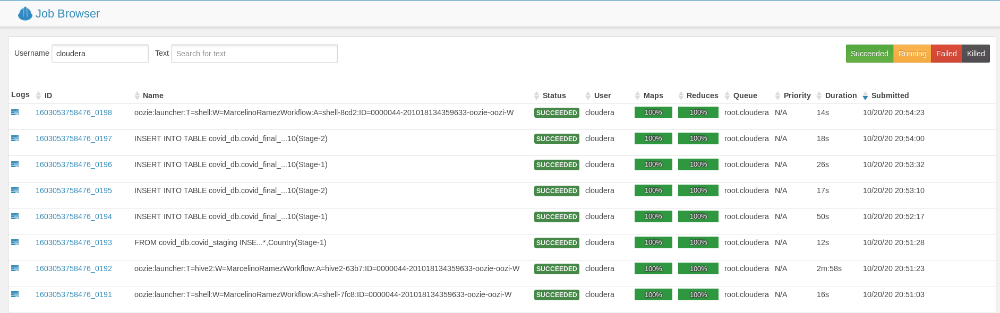 Job Browser
Username cloudera Text Search for text Succeeded Running Failed Killed
Logs ID Name Status User Maps Reduces Queue Priority Duration Submitted
1603053758476_0198 oozie:launcher:T=shell:W=MarcelinoRamezWorkflow:A=shell-8cd2:ID=0000044-201018134359633-oozie-oozi-W SUCCEEDED cloudera 100% 100% root.cloudera N/A 14s 10/20/20 20:54:23
1603053758476_0197 INSERT INTO TABLE covid_db.covid_final_...10(Stage-2) SUCCEEDED cloudera 100% 100% root.cloudera N/A 18s 10/20/20 20:54:00
1603053758476_0196 INSERT INTO TABLE covid_db.covid_final_...10(Stage-1) SUCCEEDED cloudera 100% 100% root.cloudera N/A 26s 10/20/20 20:53:32
1603053758476_0195 INSERT INTO TABLE covid_db.covid_final_...10(Stage-2) SUCCEEDED cloudera 100% 100% root.cloudera N/A 17s 10/20/20 20:53:10
1603053758476_0194 INSERT INTO TABLE covid_db.covid_final_...10(Stage-1) SUCCEEDED cloudera 100% 100% root.cloudera N/A 50s 10/20/20 20:52:17
1603053758476_0193 FROM covid_db.covid_staging INSE...*,Country(Stage-1) SUCCEEDED cloudera 100% 100% root.cloudera N/A 12s 10/20/20 20:51:28
1603053758476_0192 oozie:launcher:T=hive2:W=MarcelinoRamezWorkflow:A=hive2-63b7:ID=0000044-201018134359633-oozie-oozi-W SUCCEEDED cloudera 100% 100% root.cloudera N/A 2m:58s 10/20/20 20:51:23
1603053758476_0191 oozie:launcher:T=shell:W=MarcelinoRamezWorkflow:A=shell-7fc8:ID=0000044-201018134359633-oozie-oozi-W SUCCEEDED cloudera 100% 100% root.cloudera N/A 16s 10/20/20 20:51:03